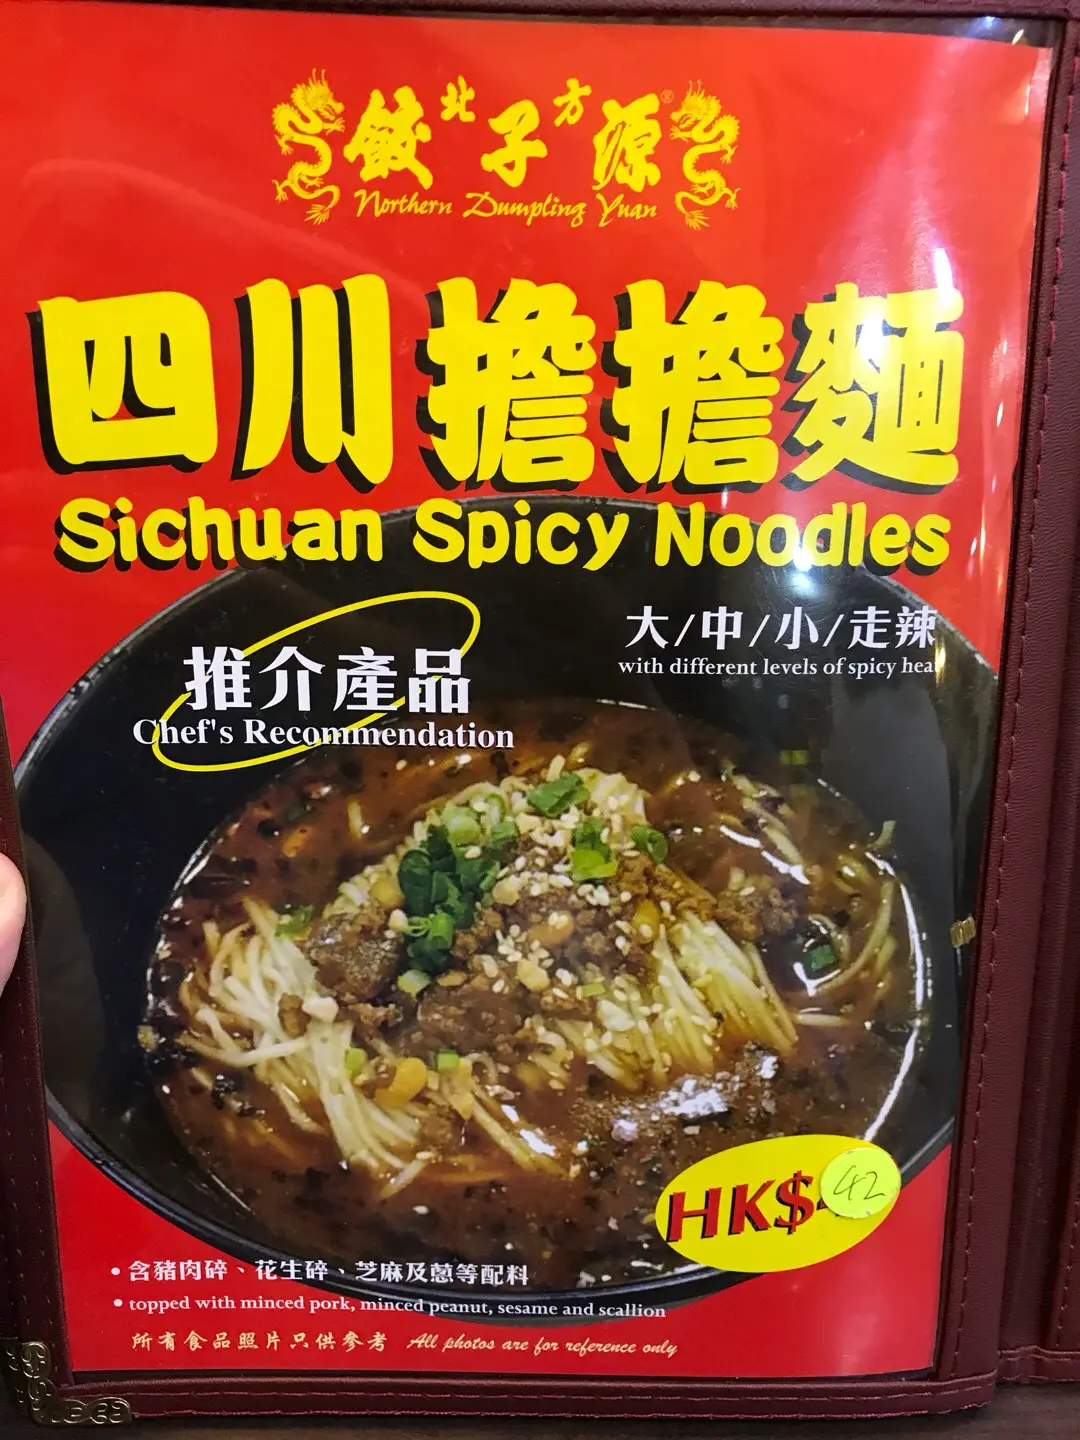 餃北子方源®
Northern Dumpling Yuan
四川擔擔麵
Sichuan Spicy Noodles
大/中/小/走辣
with different levels of spicy heat
推介產品
Chef's Recommendation
HK$42
• 含豬肉碎、花生碎、芝麻及蔥等配料
• topped with minced pork, minced peanut, sesame and scallion
所有食品照片只供參考 All photos are for reference only